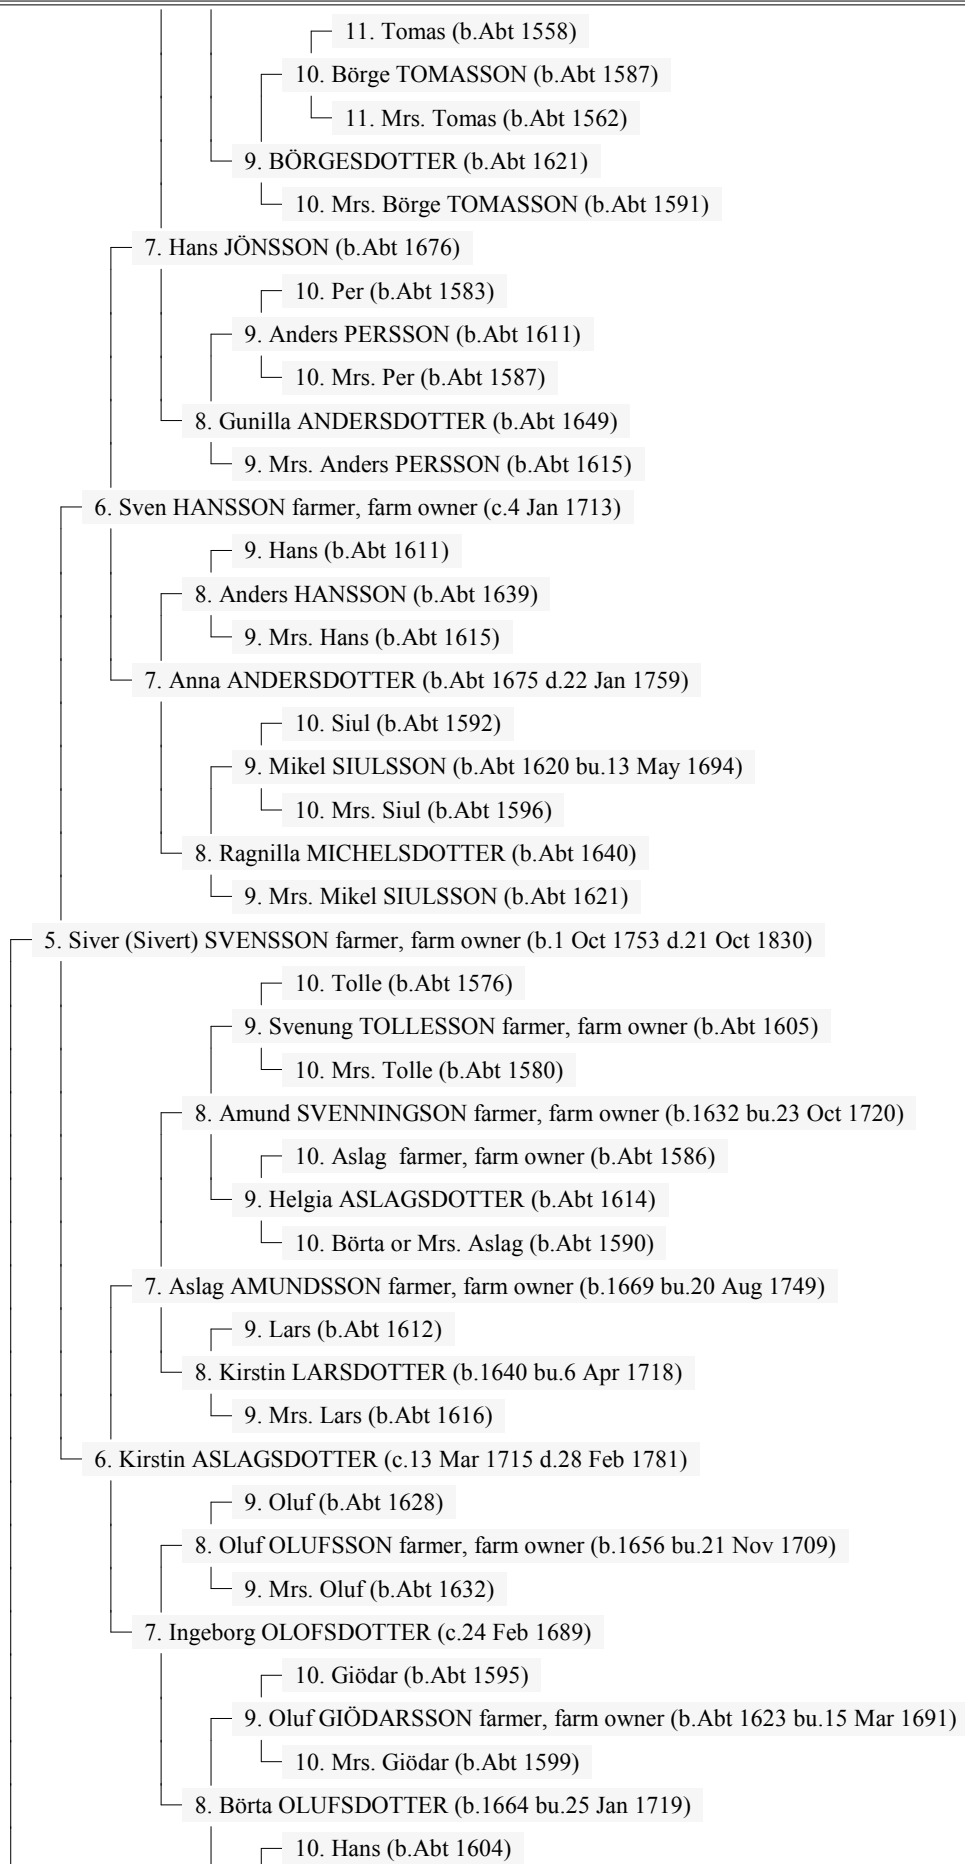 11. Tomas (b.Abt 1558)
10. Börge TOMASSON (b.Abt 1587)
11. Mrs. Tomas (b.Abt 1562)
9. BÖRGESDOTTER (b.Abt 1621)
10. Mrs. Börge TOMASSON (b.Abt 1591)
7. Hans JÖNSSON (b.Abt 1676)
10. Per (b.Abt 1583)
9. Anders PERSSON (b.Abt 1611)
10. Mrs. Per (b.Abt 1587)
8. Gunilla ANDERSDOTTER (b.Abt 1649)
9. Mrs. Anders PERSSON (b.Abt 1615)
6. Sven HANSSON farmer, farm owner (c.4 Jan 1713)
9. Hans (b.Abt 1611)
8. Anders HANSSON (b.Abt 1639)
9. Mrs. Hans (b.Abt 1615)
7. Anna ANDERSDOTTER (b.Abt 1675 d.22 Jan 1759)
10. Siul (b.Abt 1592)
9. Mikel SIULSSON (b.Abt 1620 bu.13 May 1694)
10. Mrs. Siul (b.Abt 1596)
8. Ragnilla MICHELSDOTTER (b.Abt 1640)
9. Mrs. Mikel SIULSSON (b.Abt 1621)
5. Siver (Sivert) SVENSSON farmer, farm owner (b.1 Oct 1753 d.21 Oct 1830)
10. Tolle (b.Abt 1576)
9. Svenung TOLLESSON farmer, farm owner (b.Abt 1605)
10. Mrs. Tolle (b.Abt 1580)
8. Amund SVENNINGSON farmer, farm owner (b.1632 bu.23 Oct 1720)
10. Aslag  farmer, farm owner (b.Abt 1586)
9. Helgia ASLAGSDOTTER (b.Abt 1614)
10. Börta or Mrs. Aslag (b.Abt 1590)
7. Aslag AMUNDSSON farmer, farm owner (b.1669 bu.20 Aug 1749)
9. Lars (b.Abt 1612)
8. Kirstin LARSDOTTER (b.1640 bu.6 Apr 1718)
9. Mrs. Lars (b.Abt 1616)
6. Kirstin ASLAGSDOTTER (c.13 Mar 1715 d.28 Feb 1781)
9. Oluf (b.Abt 1628)
8. Oluf OLUFSSON farmer, farm owner (b.1656 bu.21 Nov 1709)
9. Mrs. Oluf (b.Abt 1632)
7. Ingeborg OLOFSDOTTER (c.24 Feb 1689)
10. Giödar (b.Abt 1595)
9. Oluf GIÖDARSSON farmer, farm owner (b.Abt 1623 bu.15 Mar 1691)
10. Mrs. Giödar (b.Abt 1599)
8. Börta OLUFSDOTTER (b.1664 bu.25 Jan 1719)
10. Hans (b.Abt 1604)